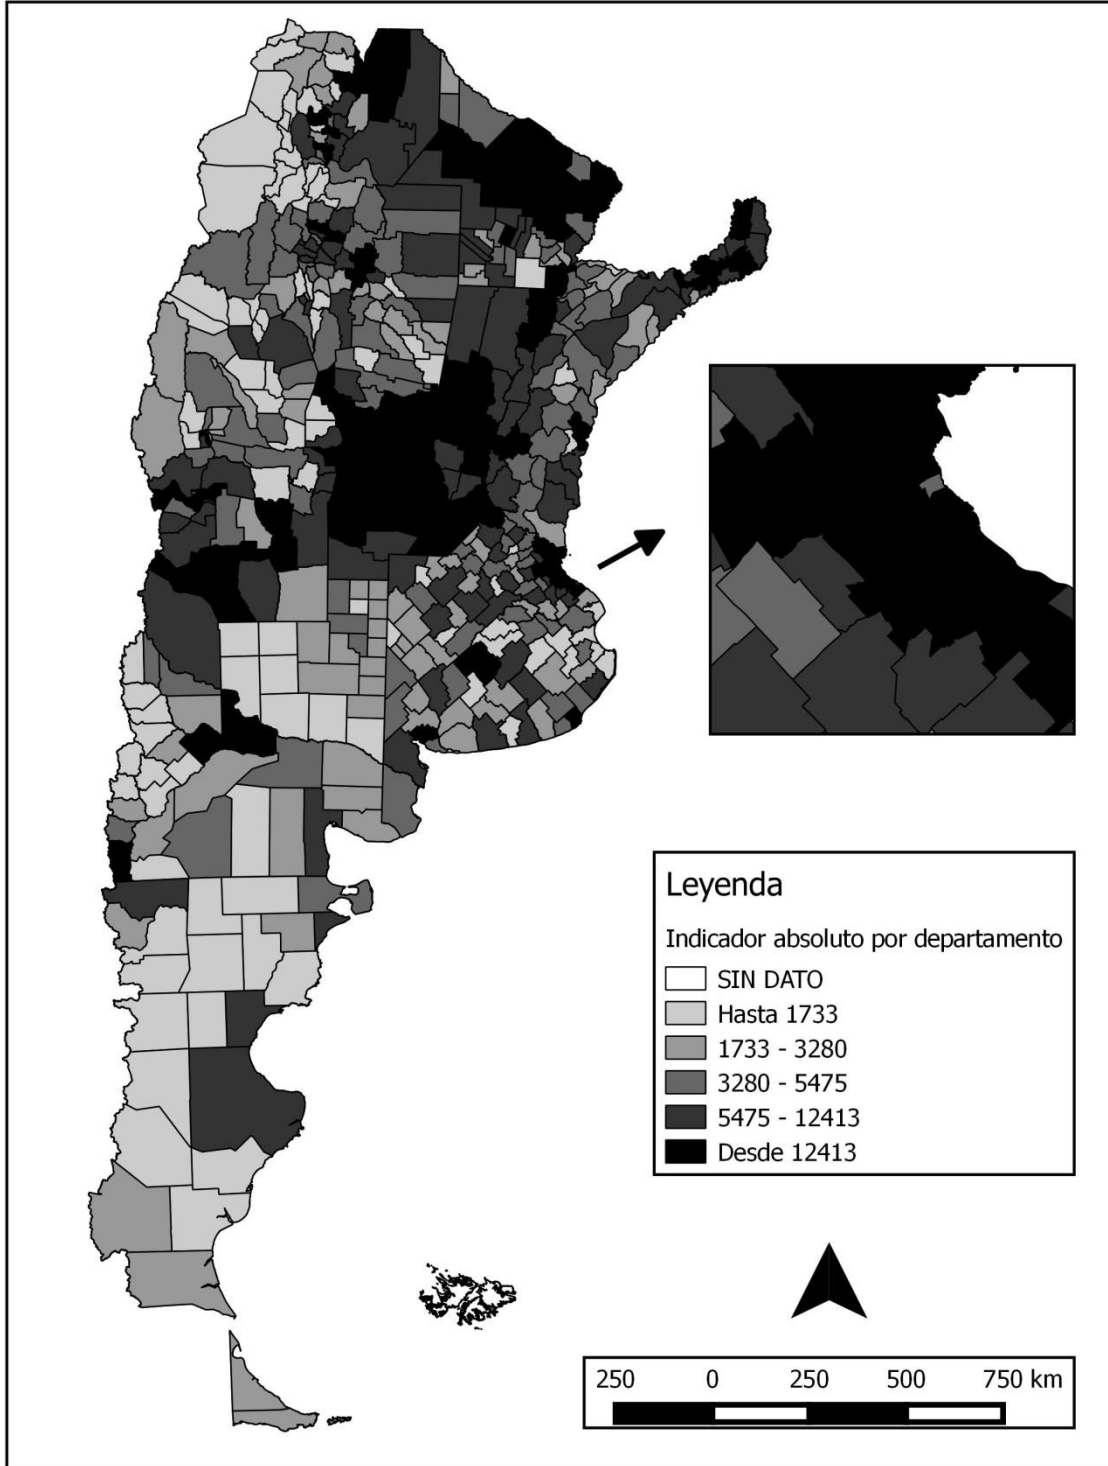 Leyenda
Indicador absoluto por departamento
SIN DATO
Hasta 1733
1733 - 3280
3280 - 5475
5475 - 12413
Desde 12413
250 0 250 500 750 km